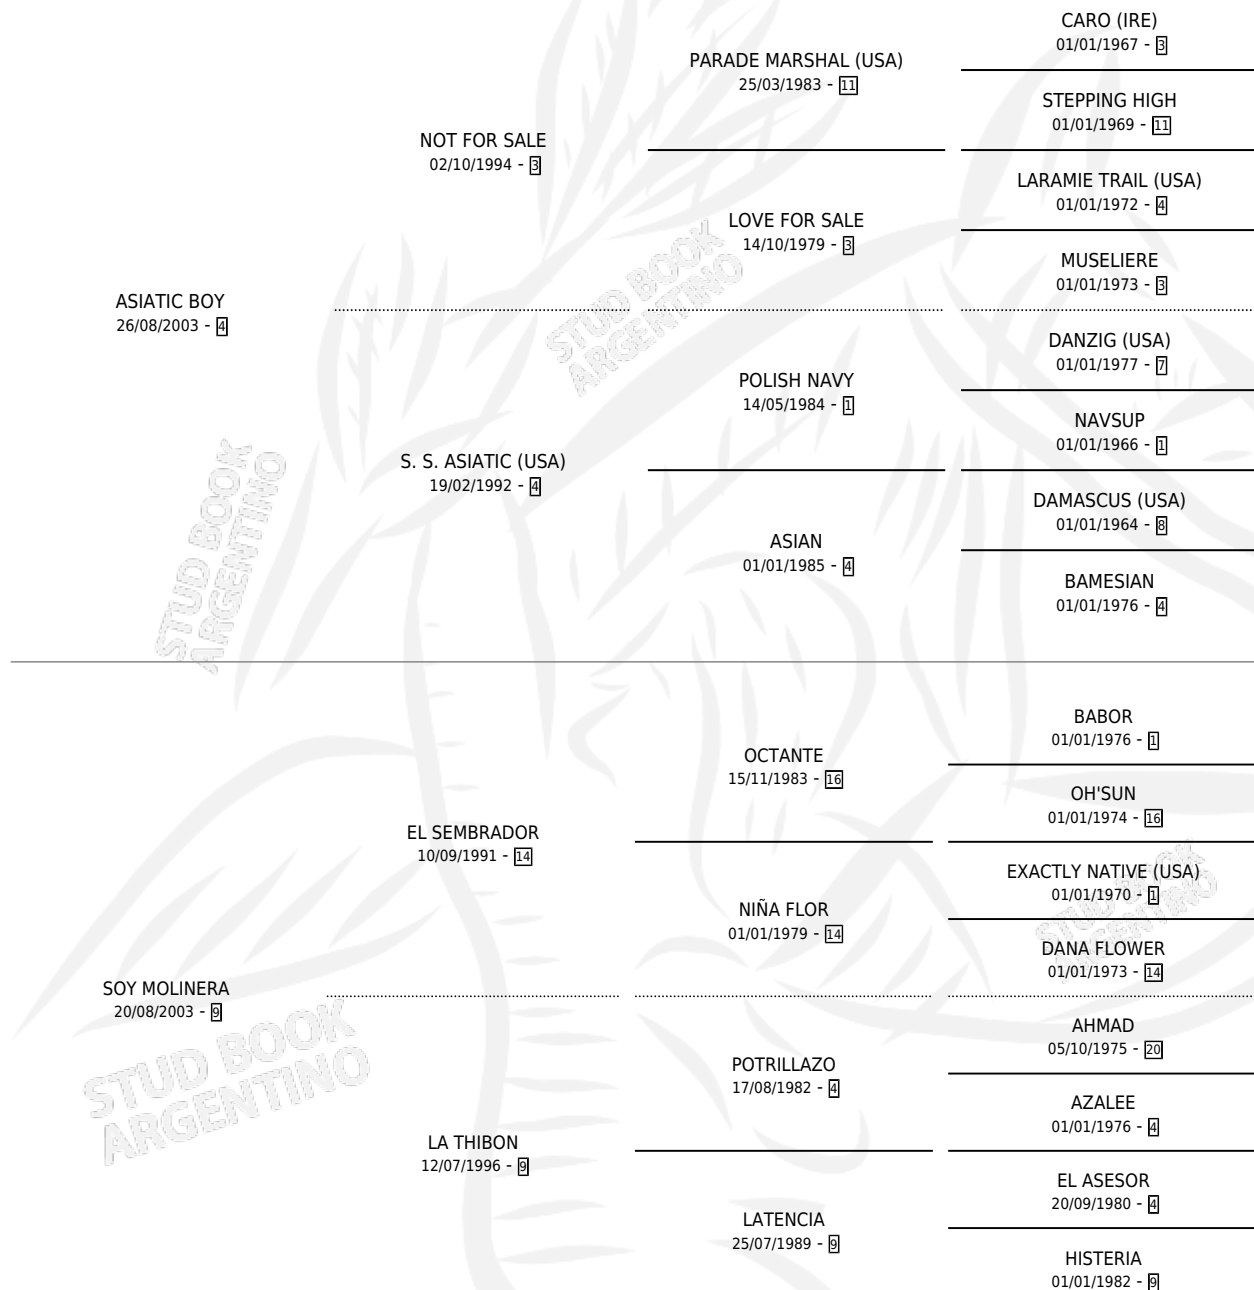 CARO (IRE)
01/01/1967 - 3
PARADE MARSHAL (USA)
25/03/1983 - 11
STEPPING HIGH
01/01/1969 - 11
NOT FOR SALE
02/10/1994 - 3
LARAMIE TRAIL (USA)
01/01/1972 - 4
LOVE FOR SALE
14/10/1979 - 3
MUSELIERE
01/01/1973 - 3
ASIATIC BOY
26/08/2003 - 4
STUD BOOK
ARGENTINO
DANZIG (USA)
01/01/1977 - 7
POLISH NAVY
14/05/1984 - 1
NAVSUP
01/01/1966 - 1
S. S. ASIATIC (USA)
19/02/1992 - 4
DAMASCUS (USA)
01/01/1964 - 8
ASIAN
01/01/1985 - 4
BAMESIAN
01/01/1976 - 4
STUD BOOK
ARGENTINO
BABOR
01/01/1976 - 1
OCTANTE
15/11/1983 - 16
OH'SUN
01/01/1974 - 16
EL SEMBRADOR
10/09/1991 - 14
EXACTLY NATIVE (USA)
01/01/1970 - 1
NIÑA FLOR
01/01/1979 - 14
STUD BOOK
ARGENTINO
DANA FLOWER
01/01/1973 - 14
SOY MOLINERA
20/08/2003 - 9
STUD BOOK
ARGENTINO
AHMAD
05/10/1975 - 20
POTRILLAZO
17/08/1982 - 4
AZALEE
01/01/1976 - 4
LA THIBON
12/07/1996 - 9
EL ASESOR
20/09/1980 - 4
LATENCIA
25/07/1989 - 9
HISTERIA
01/01/1982 - 9